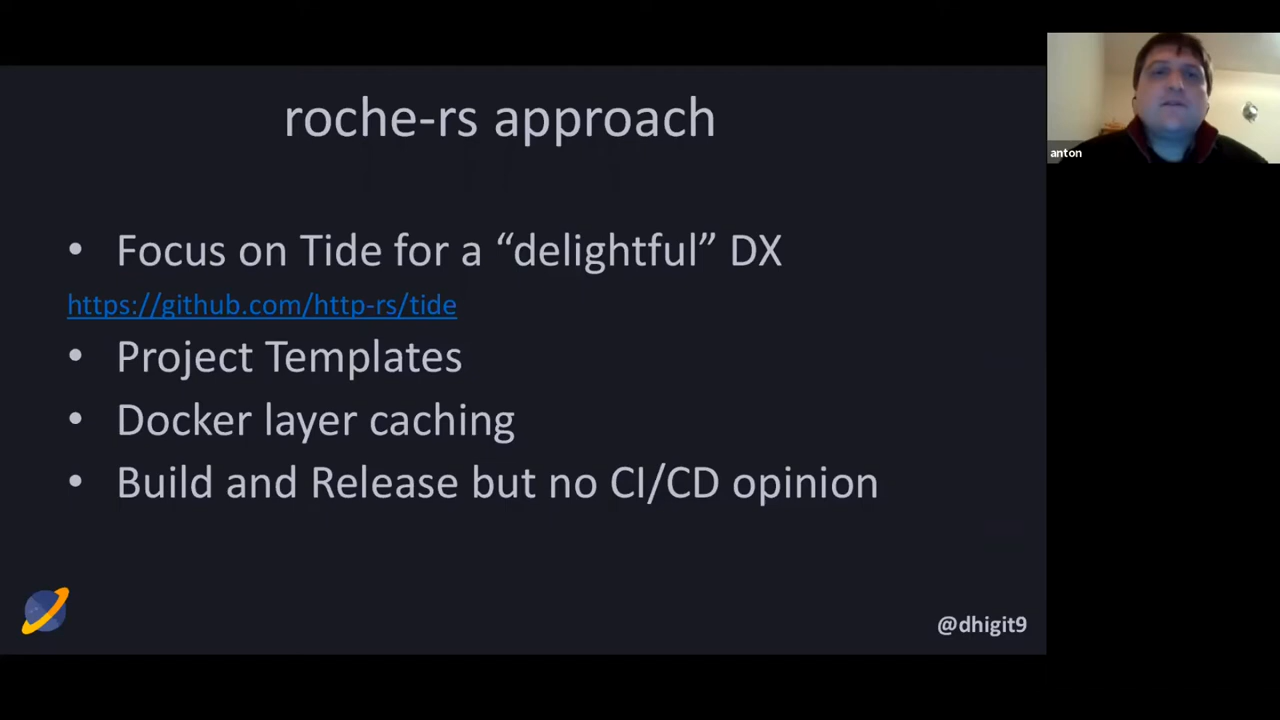 roche-rs approach
• Focus on Tide for a “delightful” DX
https://github.com/http-rs/tide
• Project Templates
• Docker layer caching
• Build and Release but no CI/CD opinion
@dhigit9
anton